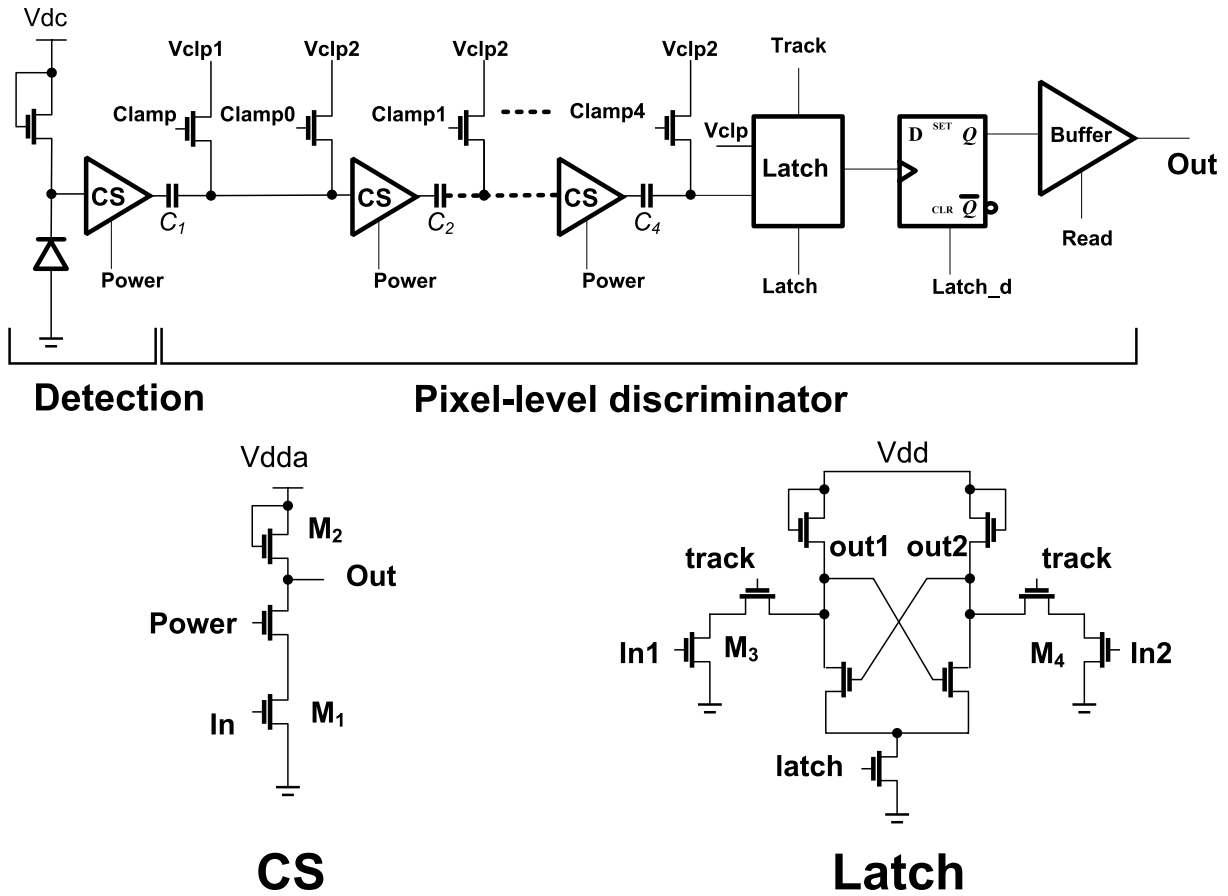 Vdc
Vclp1
Vclp2
Vclp2
Vclp2
Track
Clamp
Clamp0
Clamp1
Clamp4
Vclp
D SET Q
Buffer
Latch
Out
CS
CS
CS
C1
C2
C4
CLR Q
Read
Power
Power
Power
Latch
Latch_d
Detection
Pixel-level discriminator
Vdda
M2
Out
Power
In
M1
CS
Vdd
out1 out2
track
track
In1
M3
M4
In2
latch
Latch